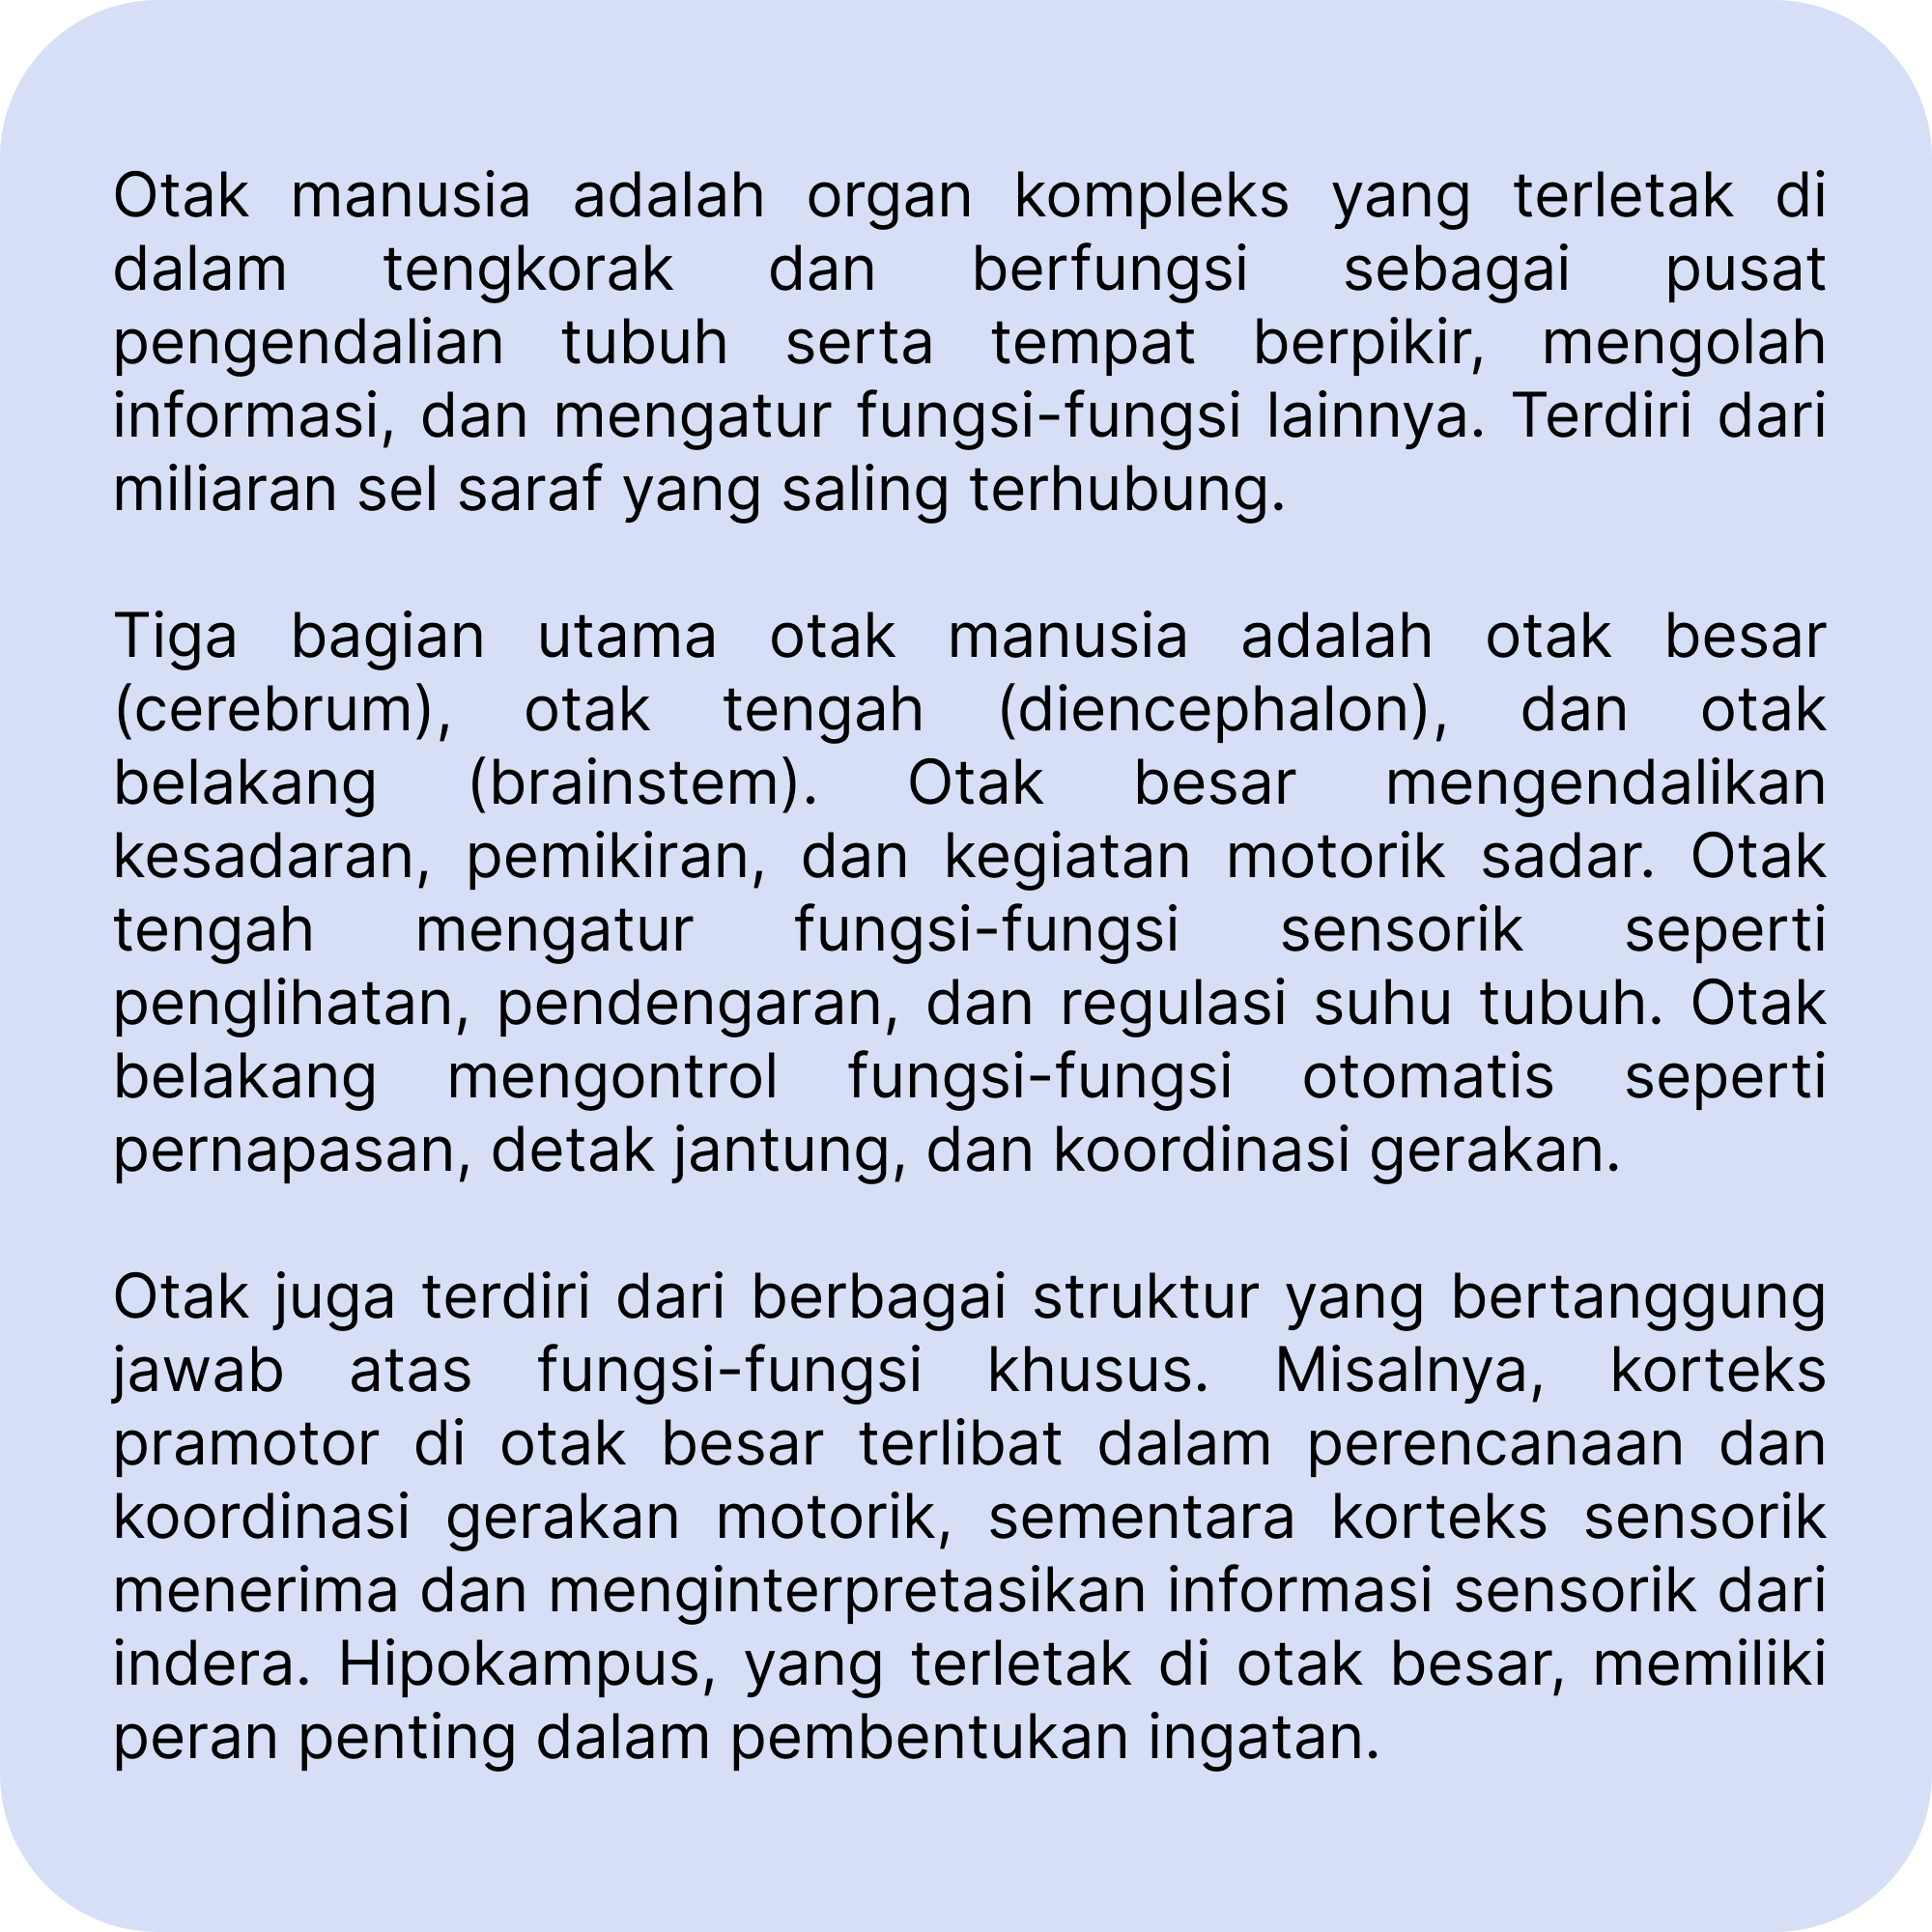 Otak manusia adalah organ kompleks yang terletak di
dalam tengkorak dan berfungsi sebagai pusat
pengendalian tubuh serta tempat berpikir, mengolah
informasi, dan mengatur fungsi-fungsi lainnya. Terdiri dari
miliaran sel saraf yang saling terhubung.
Tiga bagian utama otak manusia adalah otak besar
(cerebrum), otak tengah (diencephalon), dan otak
belakang (brainstem). Otak besar mengendalikan
kesadaran, pemikiran, dan kegiatan motorik sadar. Otak
tengah mengatur fungsi-fungsi sensorik seperti
penglihatan, pendengaran, dan regulasi suhu tubuh. Otak
belakang mengontrol fungsi-fungsi otomatis seperti
pernapasan, detak jantung, dan koordinasi gerakan.
Otak juga terdiri dari berbagai struktur yang bertanggung
jawab atas fungsi-fungsi khusus. Misalnya, korteks
pramotor di otak besar terlibat dalam perencanaan dan
koordinasi gerakan motorik, sementara korteks sensorik
menerima dan menginterpretasikan informasi sensorik dari
indera. Hipokampus, yang terletak di otak besar, memiliki
peran penting dalam pembentukan ingatan.